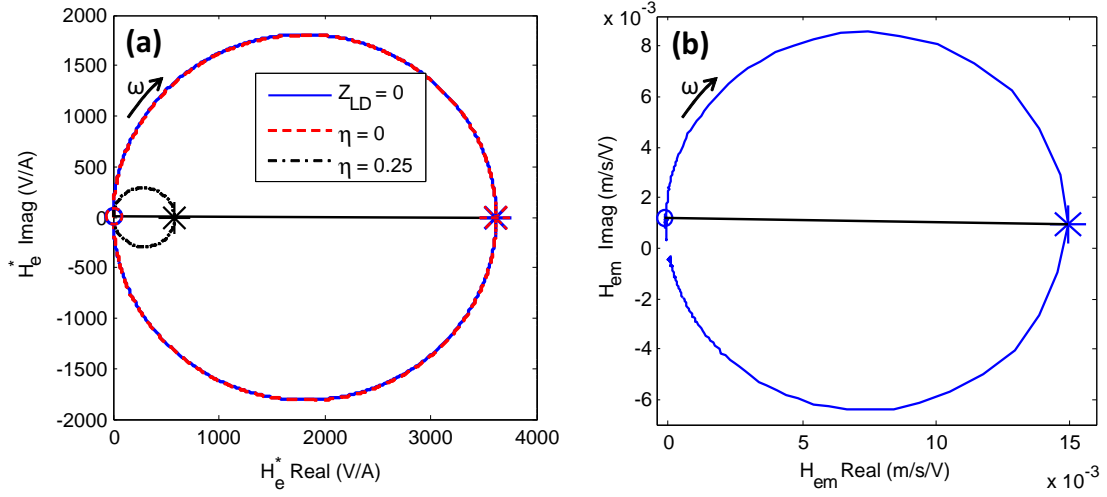 (a)
ω
Z_LD = 0
η = 0
η = 0.25
2000
1500
1000
500
0
-500
-1000
-1500
-2000
0 1000 2000 3000 4000
H_e^* Imag (V/A)
H_e^* Real (V/A)
(b)
ω
x 10^-3
8
6
4
2
0
-2
-4
-6
0 5 10 15
x 10^-3
H_em Imag (m/s/V)
H_em Real (m/s/V)